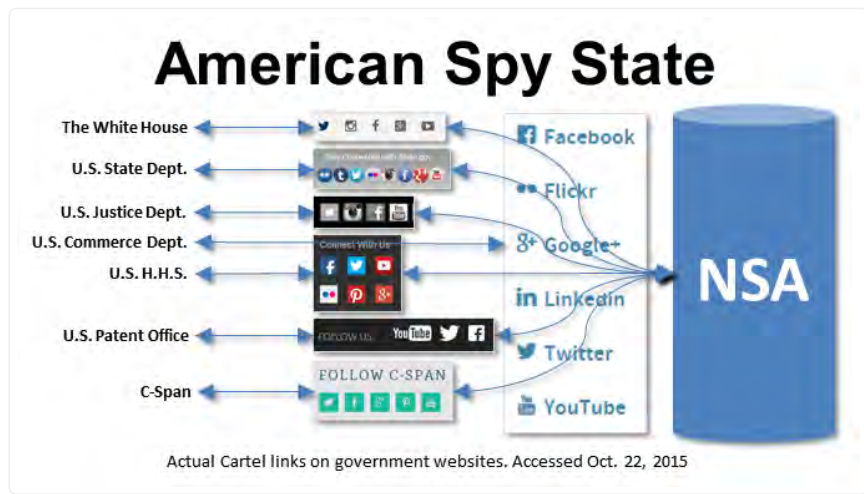 American Spy State
The White House
U.S. State Dept.
U.S. Justice Dept.
U.S. Commerce Dept.
U.S. H.H.S.
U.S. Patent Office
C-Span
Connect With Us
FOLLOW US
You Tube
FOLLOW C-SPAN
Facebook
Flickr
Google+
Linkedin
Twitter
YouTube
NSA
Actual Cartel links on government websites. Accessed Oct. 22, 2015